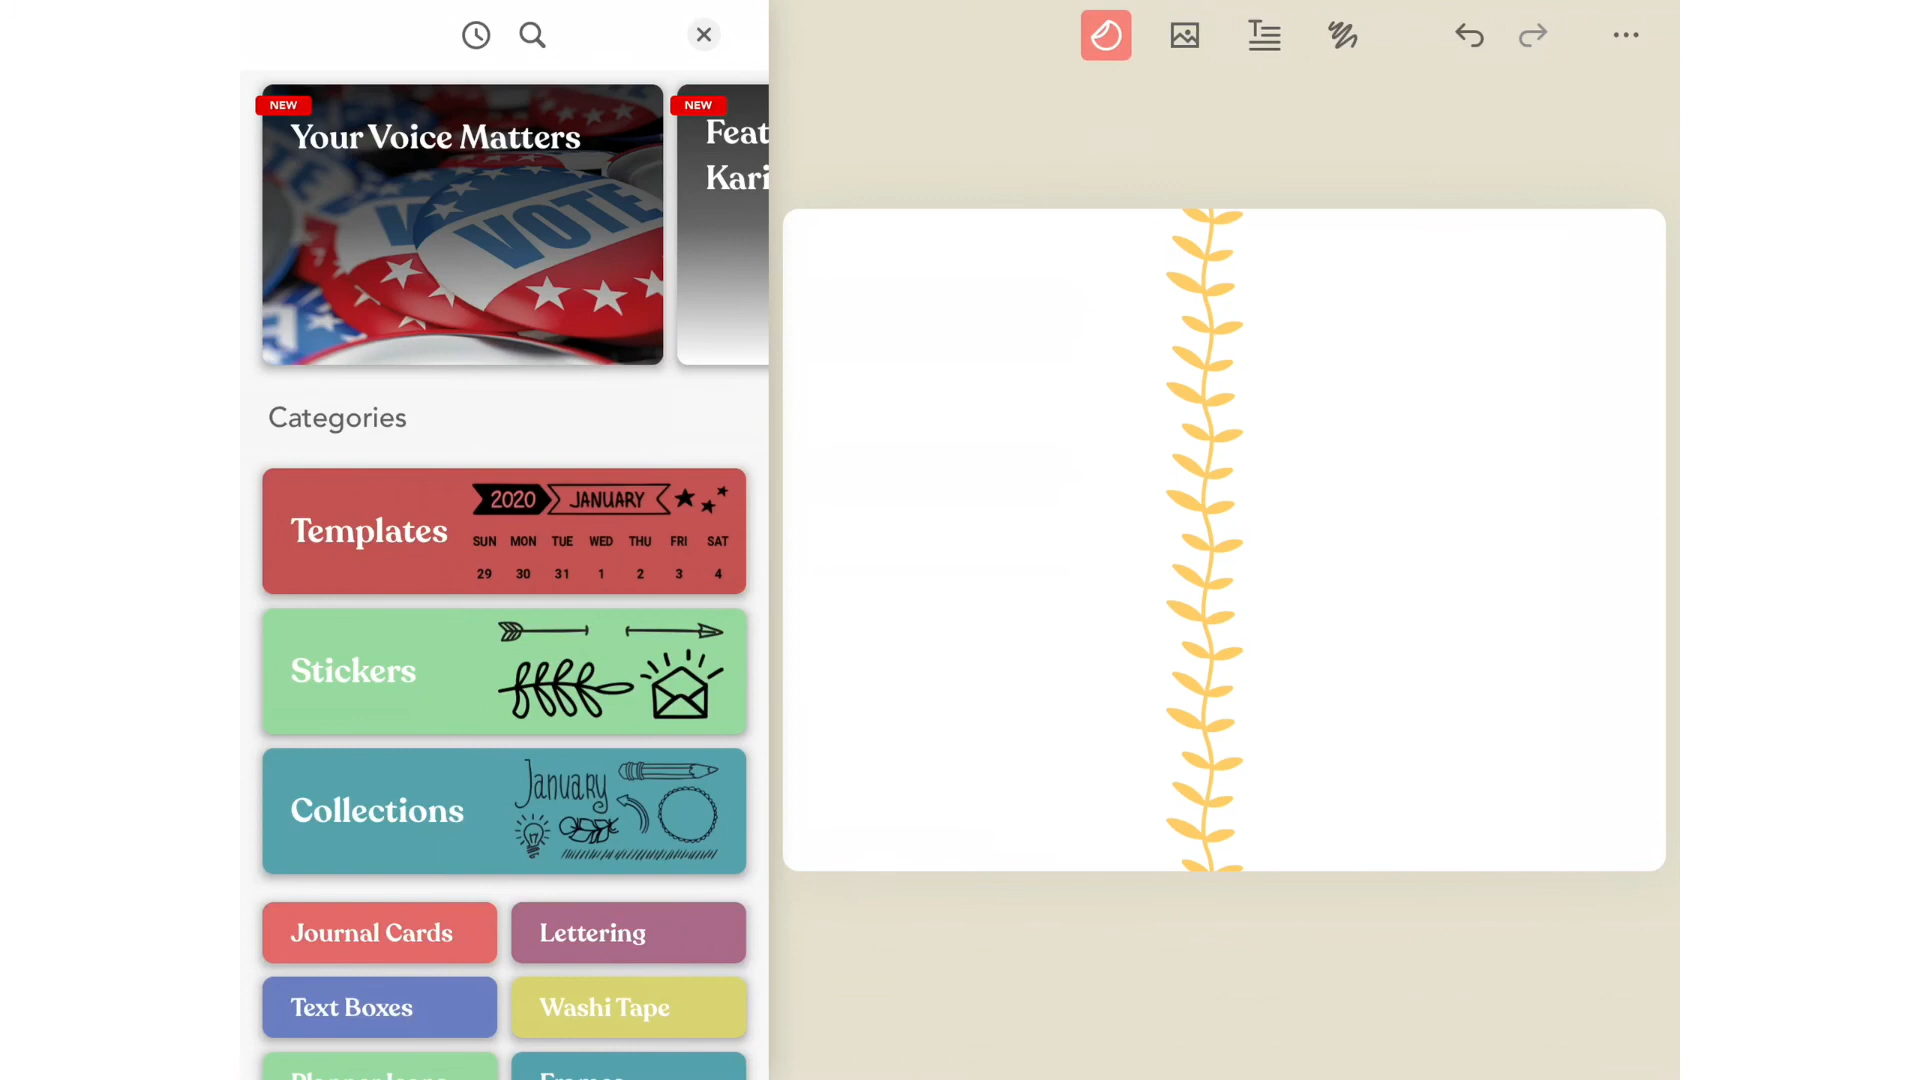 NEW
Your Voice Matters
VOTE
NEW
Feat
Kari
Categories
Templates
2020 JANUARY
SUN MON TUE WED THU FRI SAT
29 30 31 1 2 3 4
Stickers
Collections
January
Journal Cards
Lettering
Text Boxes
Washi Tape